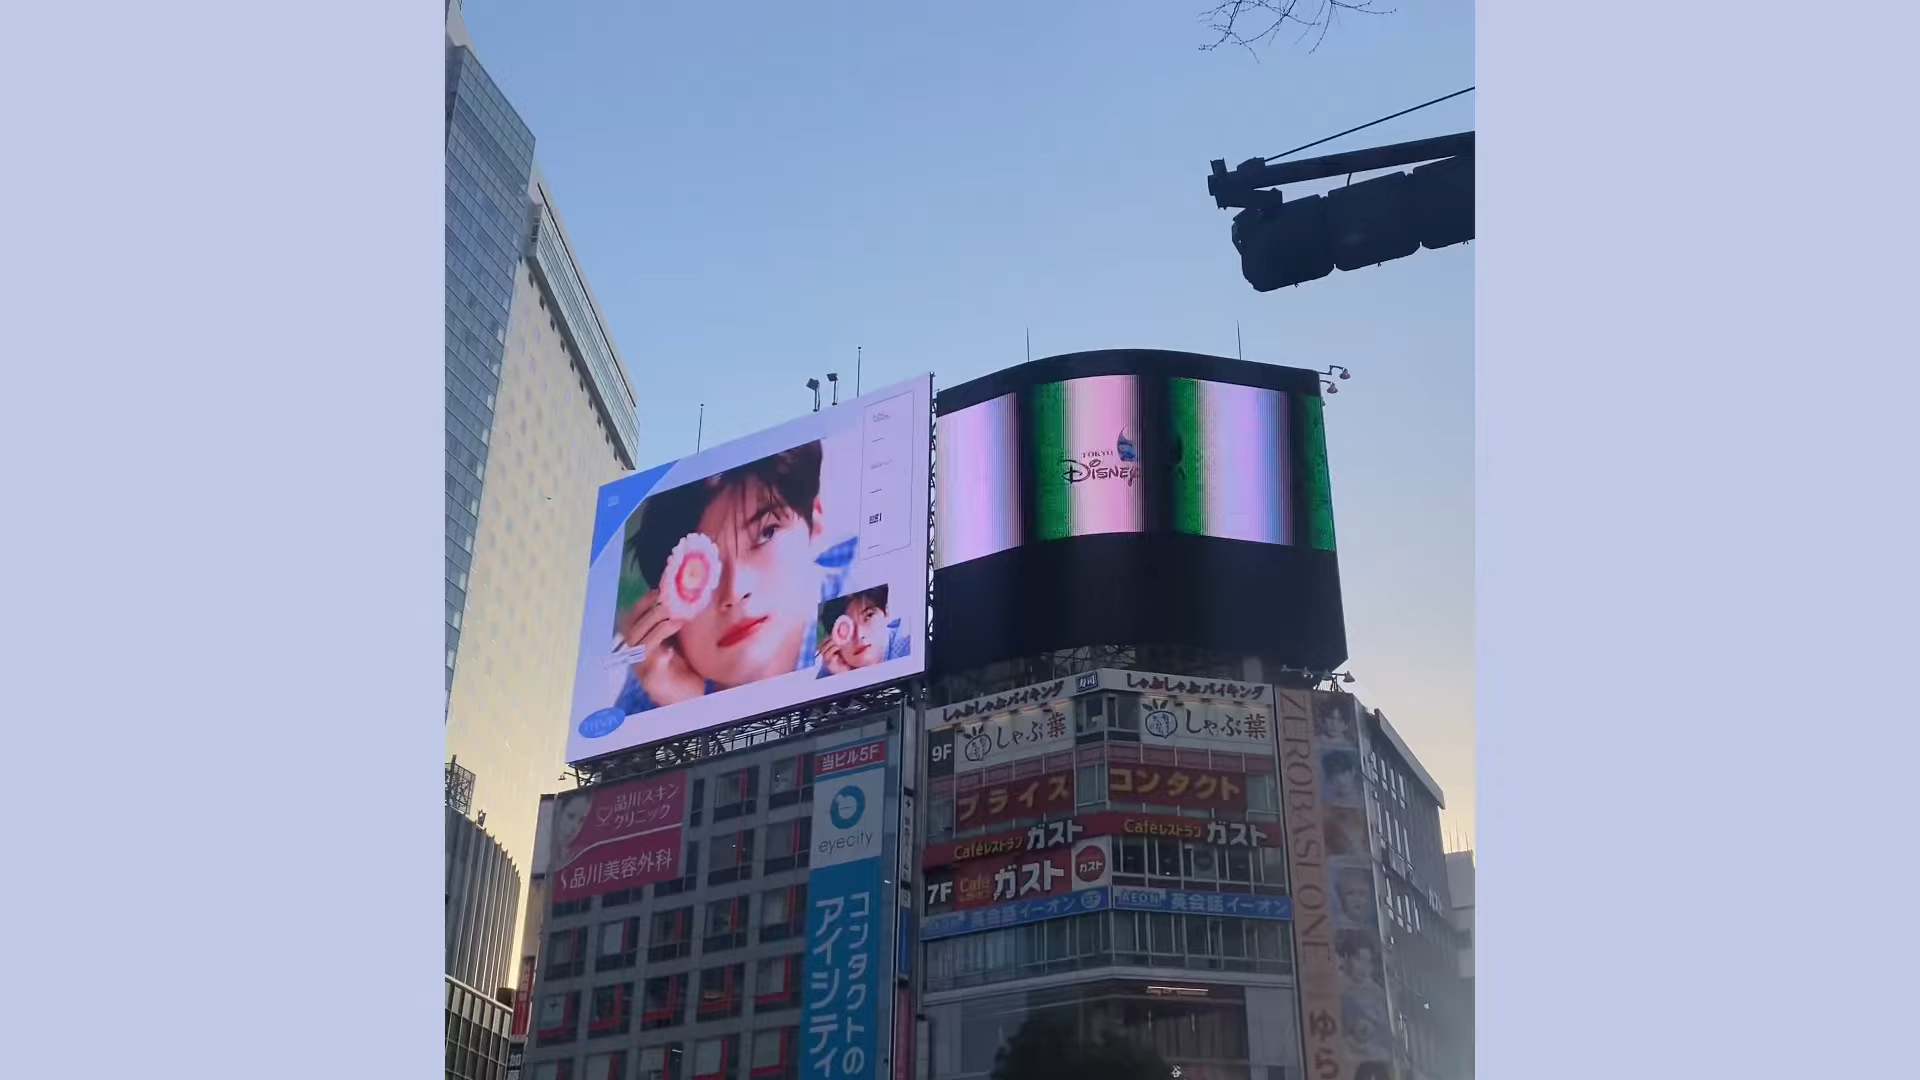 TOKYO
DISNEY
しゃぶしゃぶバイキング
寿司
しゃぶしゃぶバイキング
9F
しゃぶ葉
しゃぶ葉
プライス
コンタクト
Caféレストラン ガスト
Caféレストラン ガスト
7F
Café
ガスト
ガスト
英会話イーオン
AEON 英会話イーオン
当ビル5F
eyecity
コンタクトの
アイシティ
品川スキン
クリニック
品川美容外科
ZEROBASEONE
ゆら